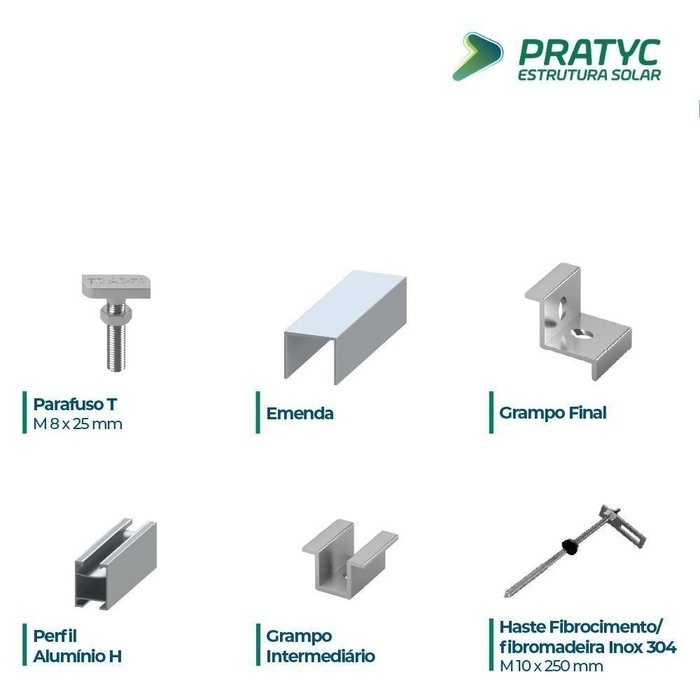 PRATYC
ESTRUTURA SOLAR
Parafuso T
M 8 x 25 mm
Emenda
Grampo Final
Perfil
Alumínio H
Grampo
Intermediário
Haste Fibrocimento/
fibromadeira Inox 304
M 10 x 250 mm